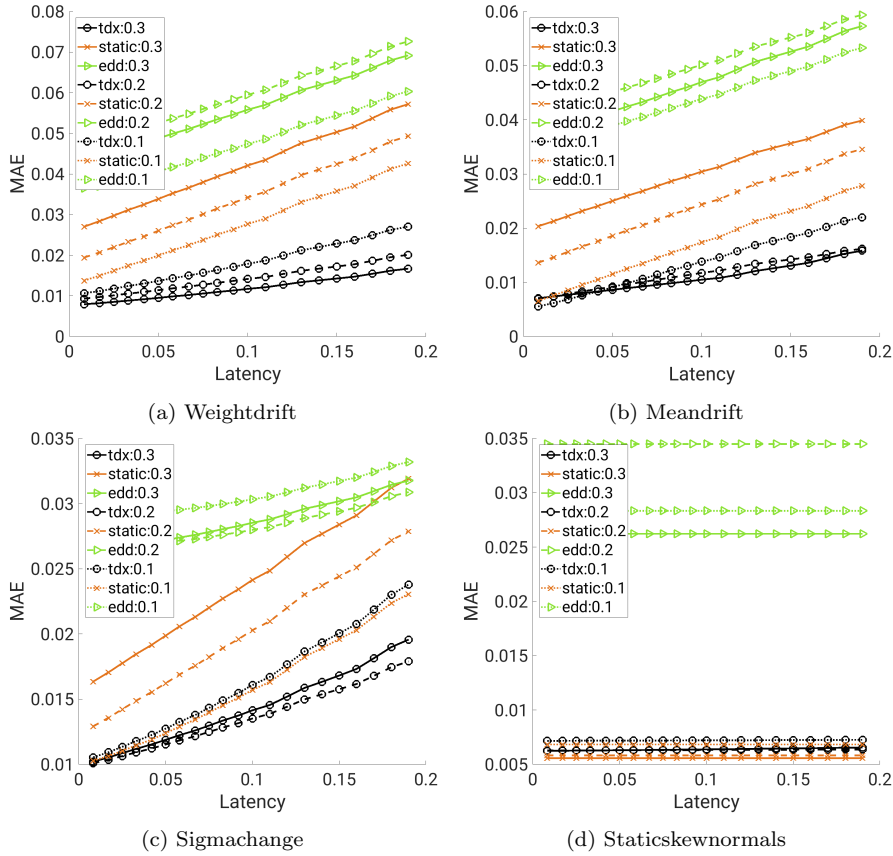 0.08
0.07
0.06
0.05
0.04
0.03
0.02
0.01
0
MAE
tdx:0.3
static:0.3
edd:0.3
tdx:0.2
static:0.2
edd:0.2
tdx:0.1
static:0.1
edd:0.1
0
0.05
0.1
0.15
0.2
Latency
(a) Weightdrift
0.06
0.05
0.04
0.03
0.02
0.01
0
MAE
tdx:0.3
static:0.3
edd:0.3
tdx:0.2
static:0.2
edd:0.2
tdx:0.1
static:0.1
edd:0.1
0
0.05
0.1
0.15
0.2
Latency
(b) Meandrift
0.035
0.03
0.025
0.02
0.015
0.01
MAE
tdx:0.3
static:0.3
edd:0.3
tdx:0.2
static:0.2
edd:0.2
tdx:0.1
static:0.1
edd:0.1
0
0.05
0.1
0.15
0.2
Latency
(c) Sigmachange
0.035
0.03
0.025
0.02
0.015
0.01
0.005
MAE
tdx:0.3
static:0.3
edd:0.3
tdx:0.2
static:0.2
edd:0.2
tdx:0.1
static:0.1
edd:0.1
0
0.05
0.1
0.15
0.2
Latency
(d) Staticskewnormals